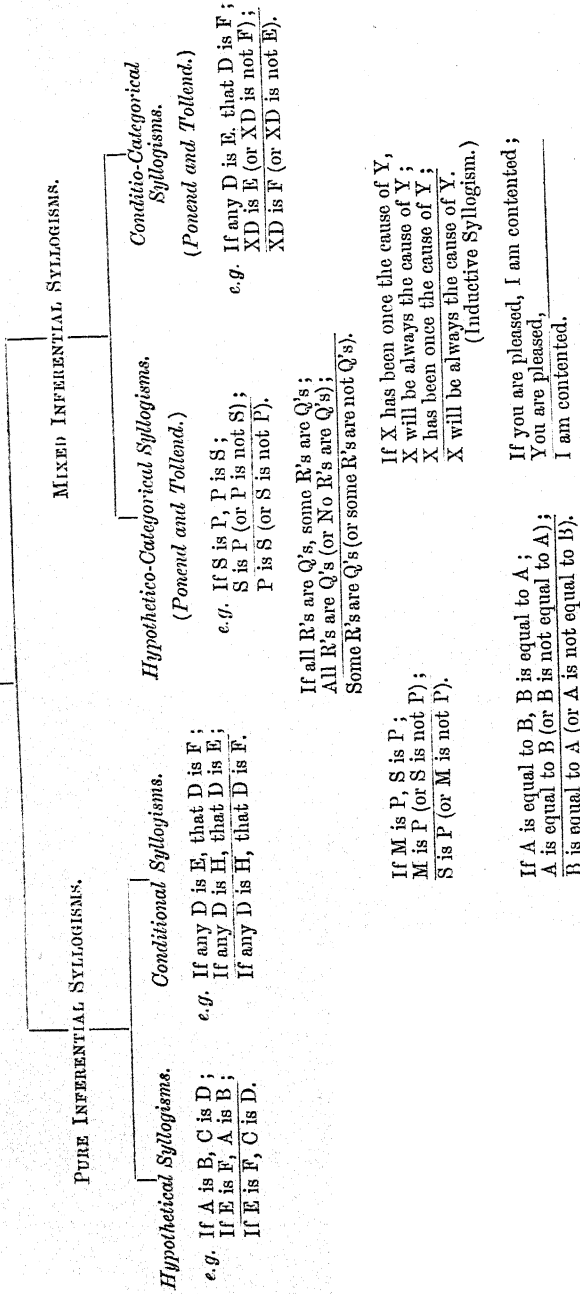 PURE INFERENTIAL SYLLOGISMS.
MIXED INFERENTIAL SYLLOGISMS.
Hypothetical Syllogisms.
e.g. If A is B, C is D;
If E is F, A is B;
If E is F, C is D.
Conditional Syllogisms.
e.g. If any D is E, that D is F;
If any D is H, that D is E;
If any D is H, that D is F.
Hypothetico-Categorical Syllogisms.
(Ponend and Tollend.)
e.g. If S is P, P is S;
S is P (or P is not S);
P is S (or S is not P).
Conditio-Categorical
Syllogisms.
(Ponend and Tollend.)
e.g. If any D is E. that D is F;
XD is E (or XD is not F);
XD is F (or XD is not E).
If all R's are Q's, some R's are Q's;
All R's are Q's (or No R's are Q's);
Some R's are Q's (or some R's are not Q's).
If M is P, S is P;
M is P (or S is not P);
S is P (or M is not P).
If X has been once the cause of Y,
X will be always the cause of Y;
X has been once the cause of Y;
X will be always the cause of Y.
(Inductive Syllogism.)
If A is equal to B, B is equal to A;
A is equal to B (or B is not equal to A);
B is equal to A (or A is not equal to B).
If you are pleased, I am contented;
You are pleased,
I am contented.